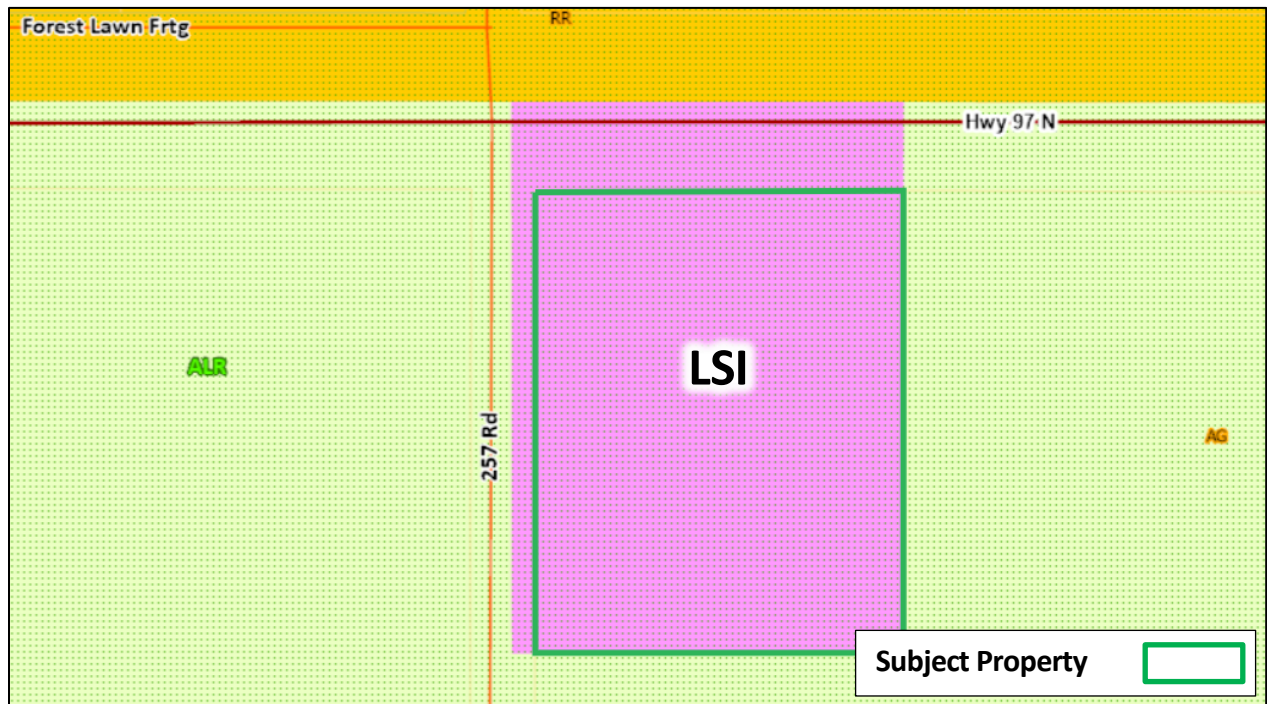 RR
Forest Lawn Frtg
Hwy 97 N
LSI
ALR
257 Rd
AG
Subject Property